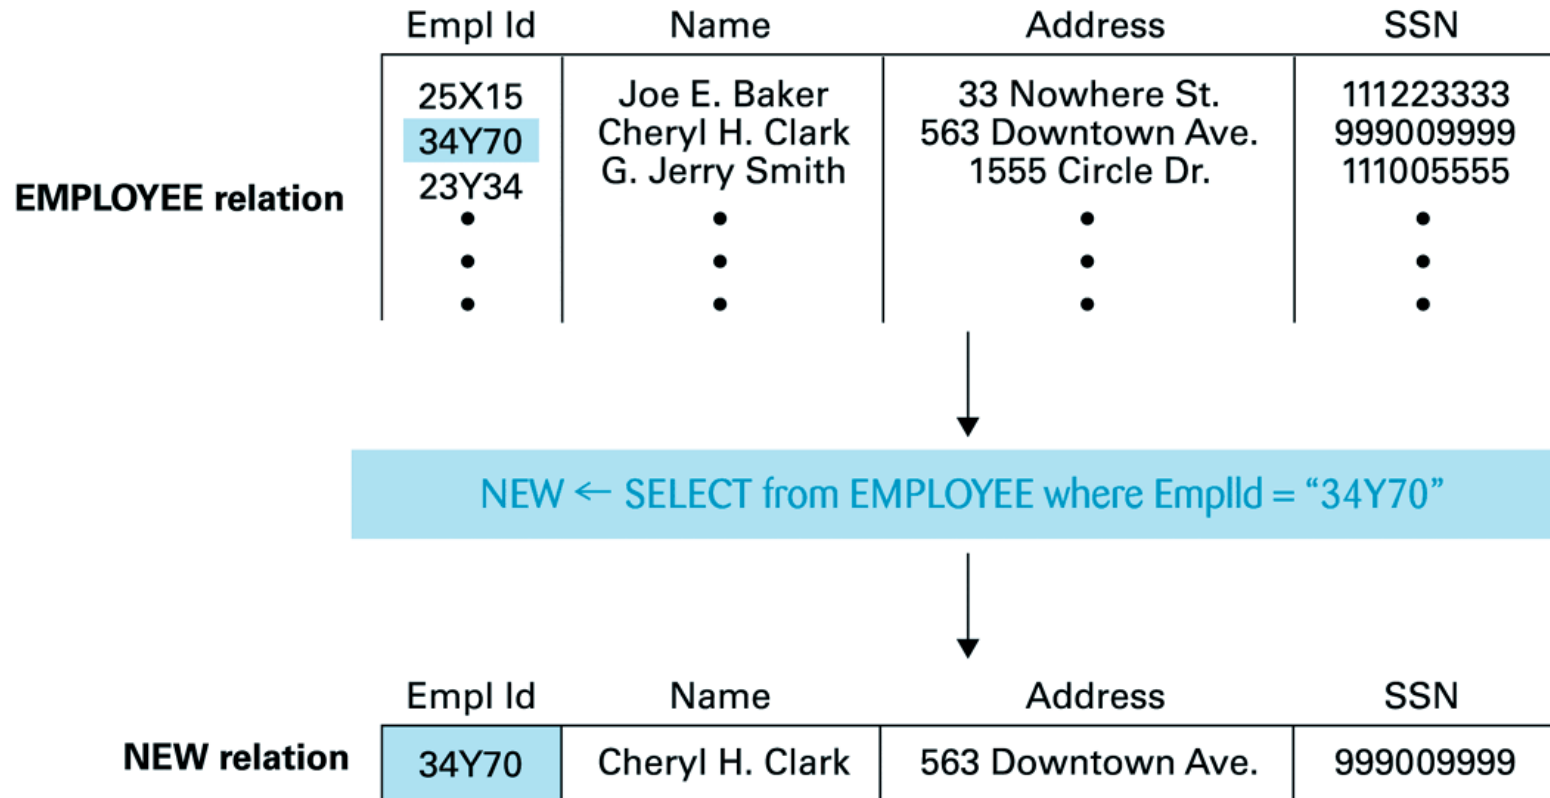 Empl Id Name Address SSN
25X15 Joe E. Baker 33 Nowhere St. 111223333
34Y70 Cheryl H. Clark 563 Downtown Ave. 999009999
23Y34 G. Jerry Smith 1555 Circle Dr. 111005555
EMPLOYEE relation
NEW ← SELECT from EMPLOYEE where EmplId = “34Y70”
Empl Id Name Address SSN
NEW relation 34Y70 Cheryl H. Clark 563 Downtown Ave. 999009999